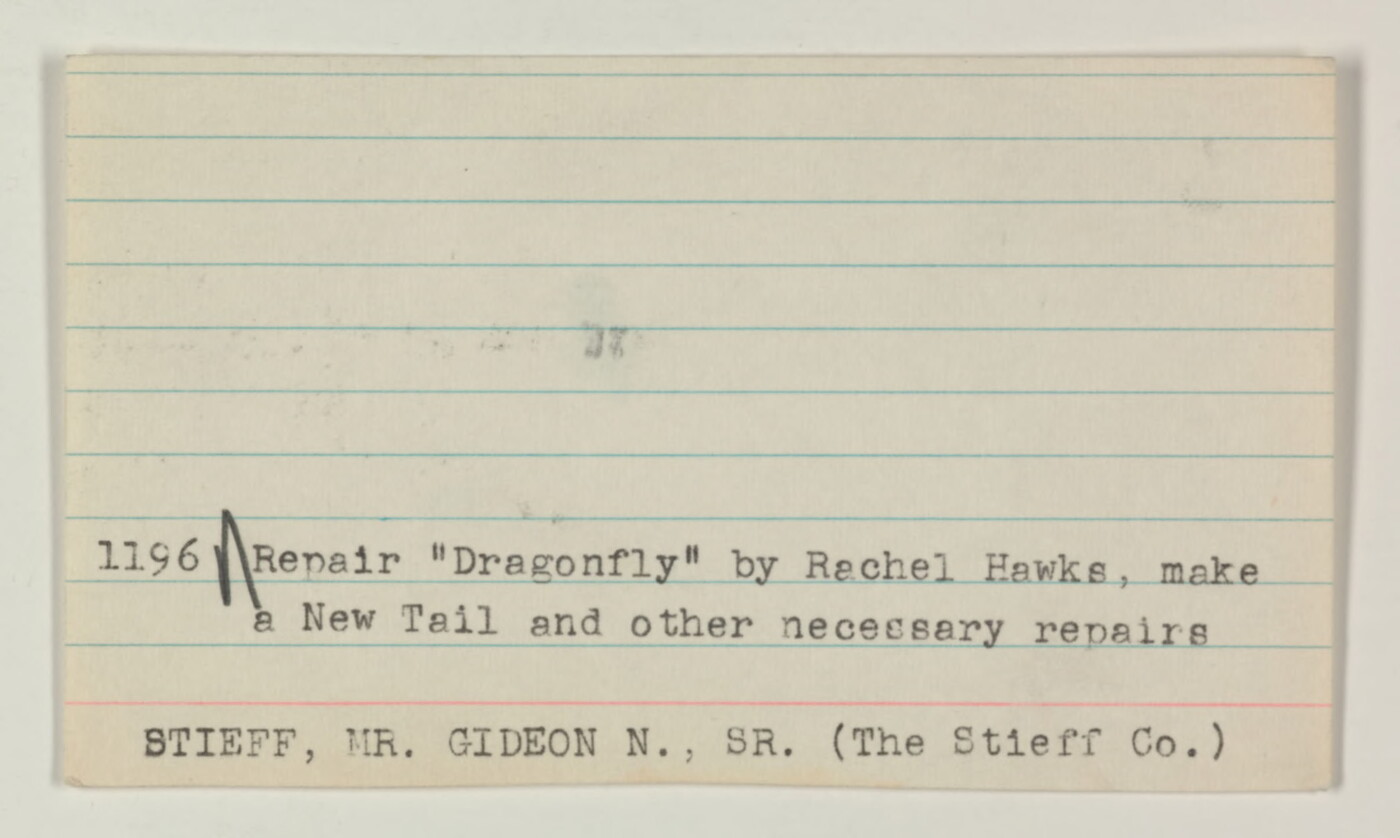 1196 Repair "Dragonfly" by Rachel Hawks, make
a New Tail and other necessary repairs
STIEFF, MR. GIDEON N., SR. (The Stieff Co.)